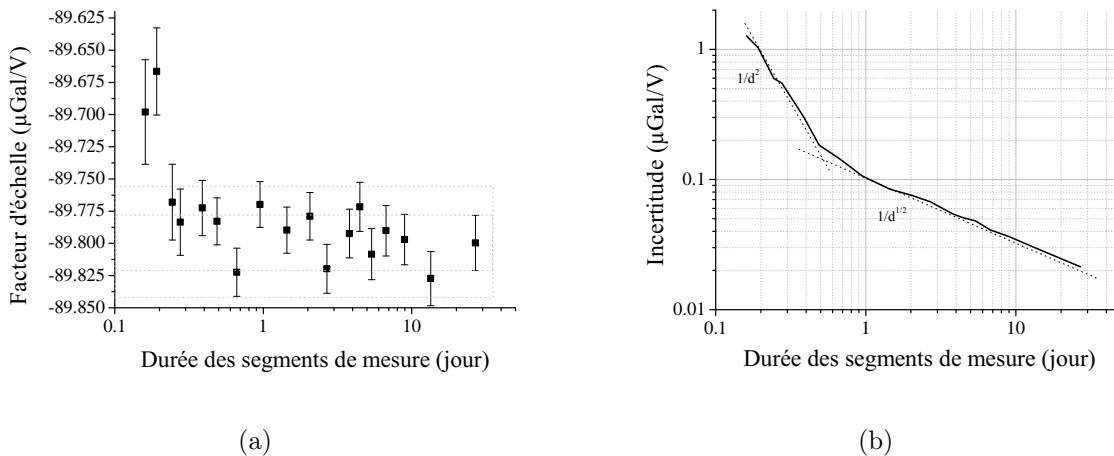 -89.625
-89.650
-89.675
-89.700
-89.725
-89.750
-89.775
-89.800
-89.825
-89.850
Facteur d'échelle (µGal/V)
0.1
1
10
Durée des segments de mesure (jour)
(a)
1
0.1
0.01
Incertitude (µGal/V)
1/d²
1/d^1/2
0.1
1
10
Durée des segments de mesure (jour)
(b)